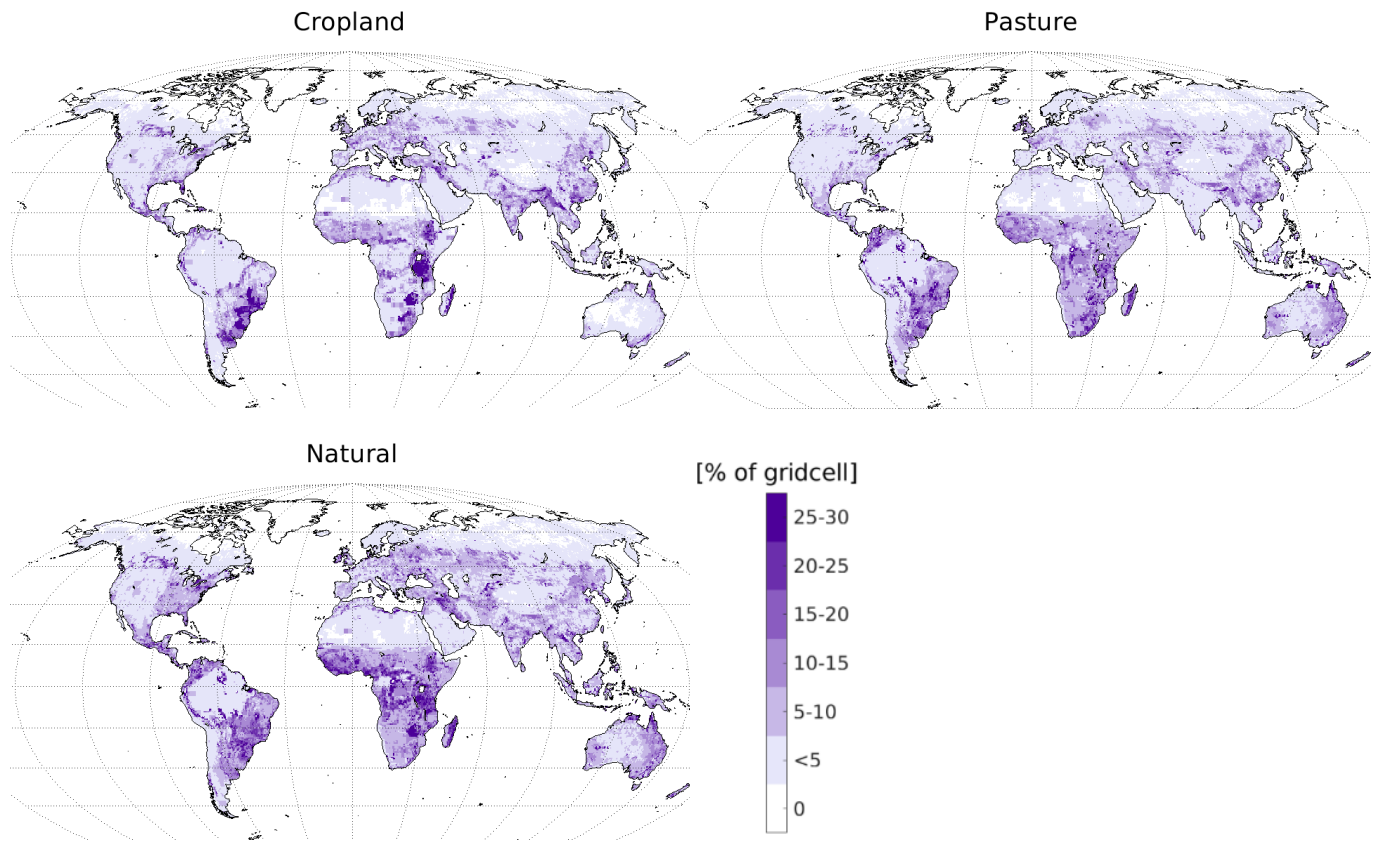 Cropland
Pasture
Natural
[% of gridcell]
25-30
20-25
15-20
10-15
5-10
<5
0